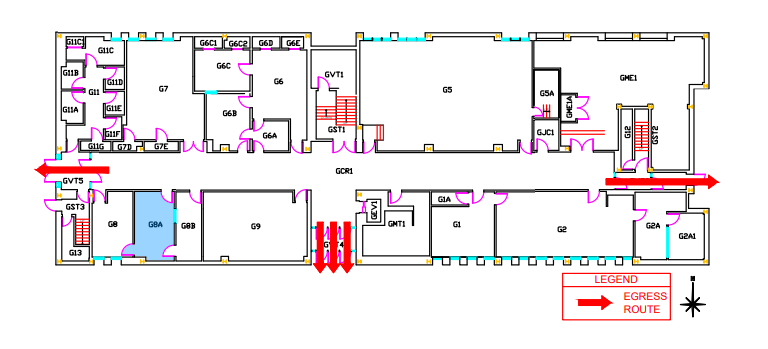 G11C1
G11C
G6C1
G6C2
G6D
G6E
G11B
G11
G11D
G7
G6C
G6
GVT1
G5
GME1
G11A
G11E
G6B
G5A
GME1A
G11F
G6A
GST1
GJC1
G12
GST2
G11G
G7D
G7E
GCR1
GVT5
GST3
G8
G8A
G8B
G9
GEV1
GMT1
G1A
G1
G2
G2A
G2A1
G13
LEGEND
EGRESS
ROUTE
N